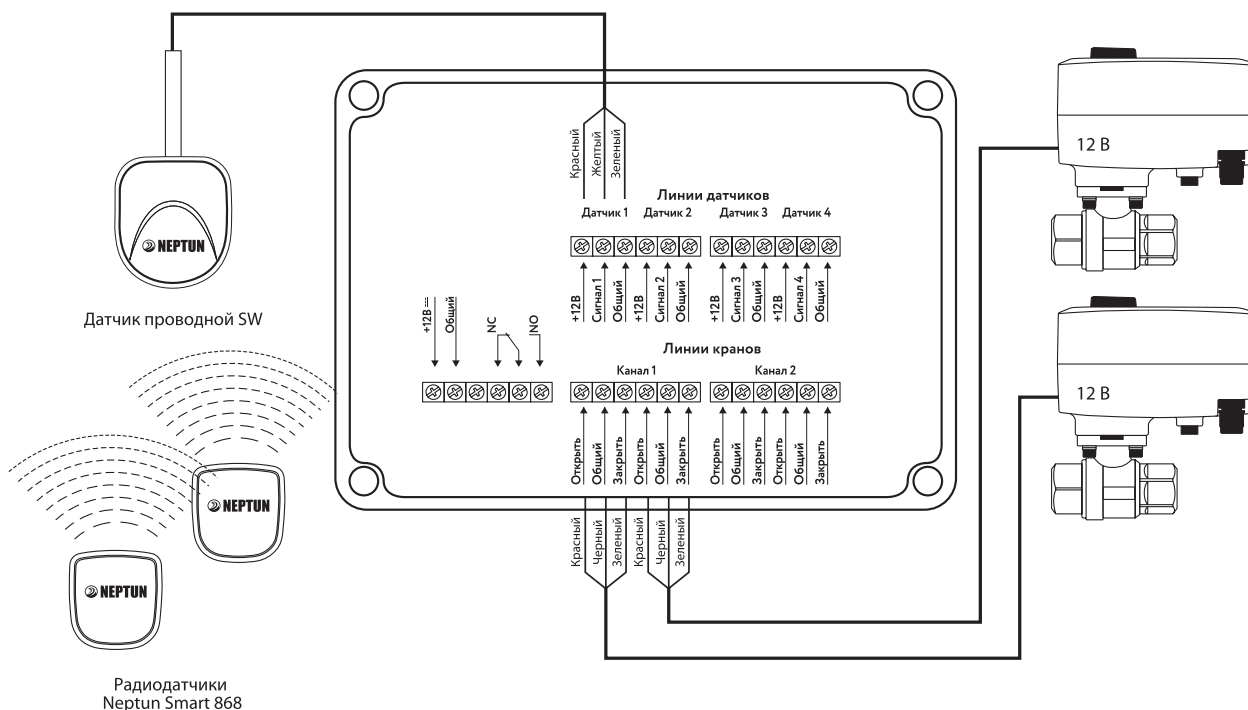 Красный
Желтый
Зеленый
Линии датчиков
Датчик 1
Датчик 2
Датчик 3
Датчик 4
+12В
Сигнал 1
Общий
+12В
Сигнал 2
Общий
+12В
Сигнал 3
Общий
+12В
Сигнал 4
Общий
12 В
NEPTUN
Датчик проводной SW
+12В
Общий
NC
NO
Линии кранов
Канал 1
Канал 2
Открыть
Общий
Закрыть
Открыть
Общий
Закрыть
Открыть
Общий
Закрыть
Открыть
Общий
Закрыть
12 В
NEPTUN
NEPTUN
Красный
Черный
Зеленый
Красный
Черный
Зеленый
Радиодатчики
Neptun Smart 868